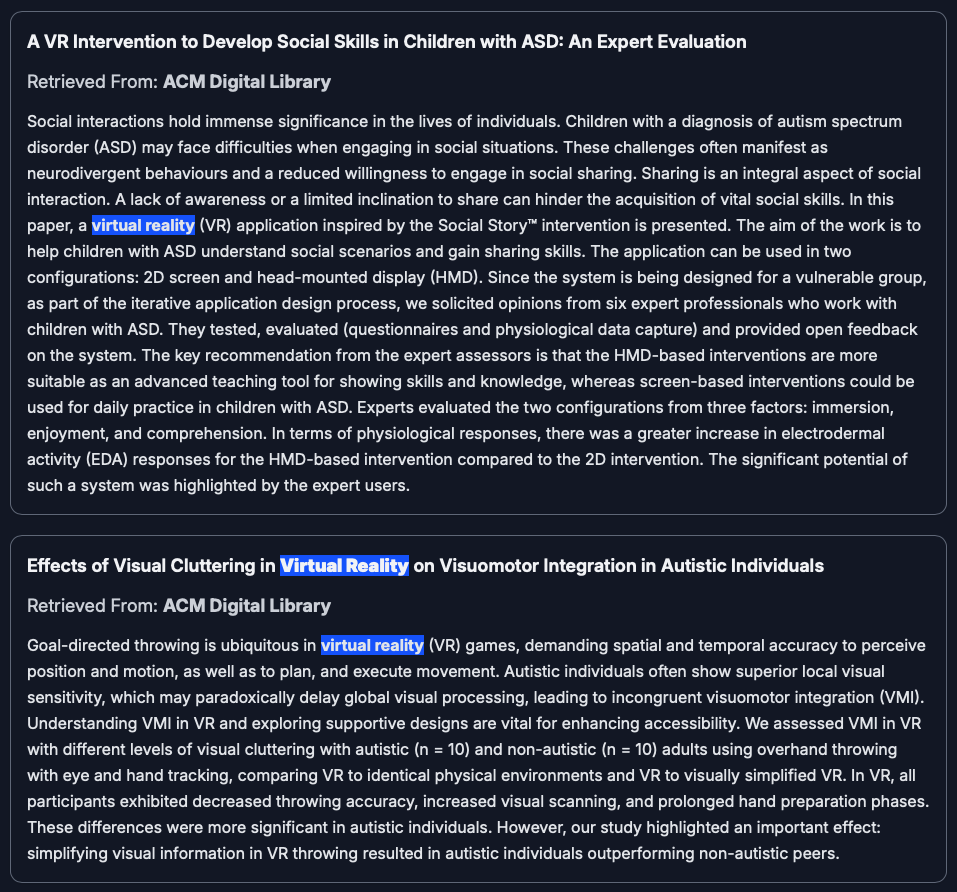 A VR Intervention to Develop Social Skills in Children with ASD: An Expert Evaluation
Retrieved From: ACM Digital Library
Social interactions hold immense significance in the lives of individuals. Children with a diagnosis of autism spectrum
disorder (ASD) may face difficulties when engaging in social situations. These challenges often manifest as
neurodivergent behaviours and a reduced willingness to engage in social sharing. Sharing is an integral aspect of social
interaction. A lack of awareness or a limited inclination to share can hinder the acquisition of vital social skills. In this
paper, a virtual reality (VR) application inspired by the Social Story™ intervention is presented. The aim of the work is to
help children with ASD understand social scenarios and gain sharing skills. The application can be used in two
configurations: 2D screen and head-mounted display (HMD). Since the system is being designed for a vulnerable group,
as part of the iterative application design process, we solicited opinions from six expert professionals who work with
children with ASD. They tested, evaluated (questionnaires and physiological data capture) and provided open feedback
on the system. The key recommendation from the expert assessors is that the HMD-based interventions are more
suitable as an advanced teaching tool for showing skills and knowledge, whereas screen-based interventions could be
used for daily practice in children with ASD. Experts evaluated the two configurations from three factors: immersion,
enjoyment, and comprehension. In terms of physiological responses, there was a greater increase in electrodermal
activity (EDA) responses for the HMD-based intervention compared to the 2D intervention. The significant potential of
such a system was highlighted by the expert users.
Effects of Visual Cluttering in Virtual Reality on Visuomotor Integration in Autistic Individuals
Retrieved From: ACM Digital Library
Goal-directed throwing is ubiquitous in virtual reality (VR) games, demanding spatial and temporal accuracy to perceive
position and motion, as well as to plan, and execute movement. Autistic individuals often show superior local visual
sensitivity, which may paradoxically delay global visual processing, leading to incongruent visuomotor integration (VMI).
Understanding VMI in VR and exploring supportive designs are vital for enhancing accessibility. We assessed VMI in VR
with different levels of visual cluttering with autistic (n = 10) and non-autistic (n = 10) adults using overhand throwing
with eye and hand tracking, comparing VR to identical physical environments and VR to visually simplified VR. In VR, all
participants exhibited decreased throwing accuracy, increased visual scanning, and prolonged hand preparation phases.
These differences were more significant in autistic individuals. However, our study highlighted an important effect:
simplifying visual information in VR throwing resulted in autistic individuals outperforming non-autistic peers.